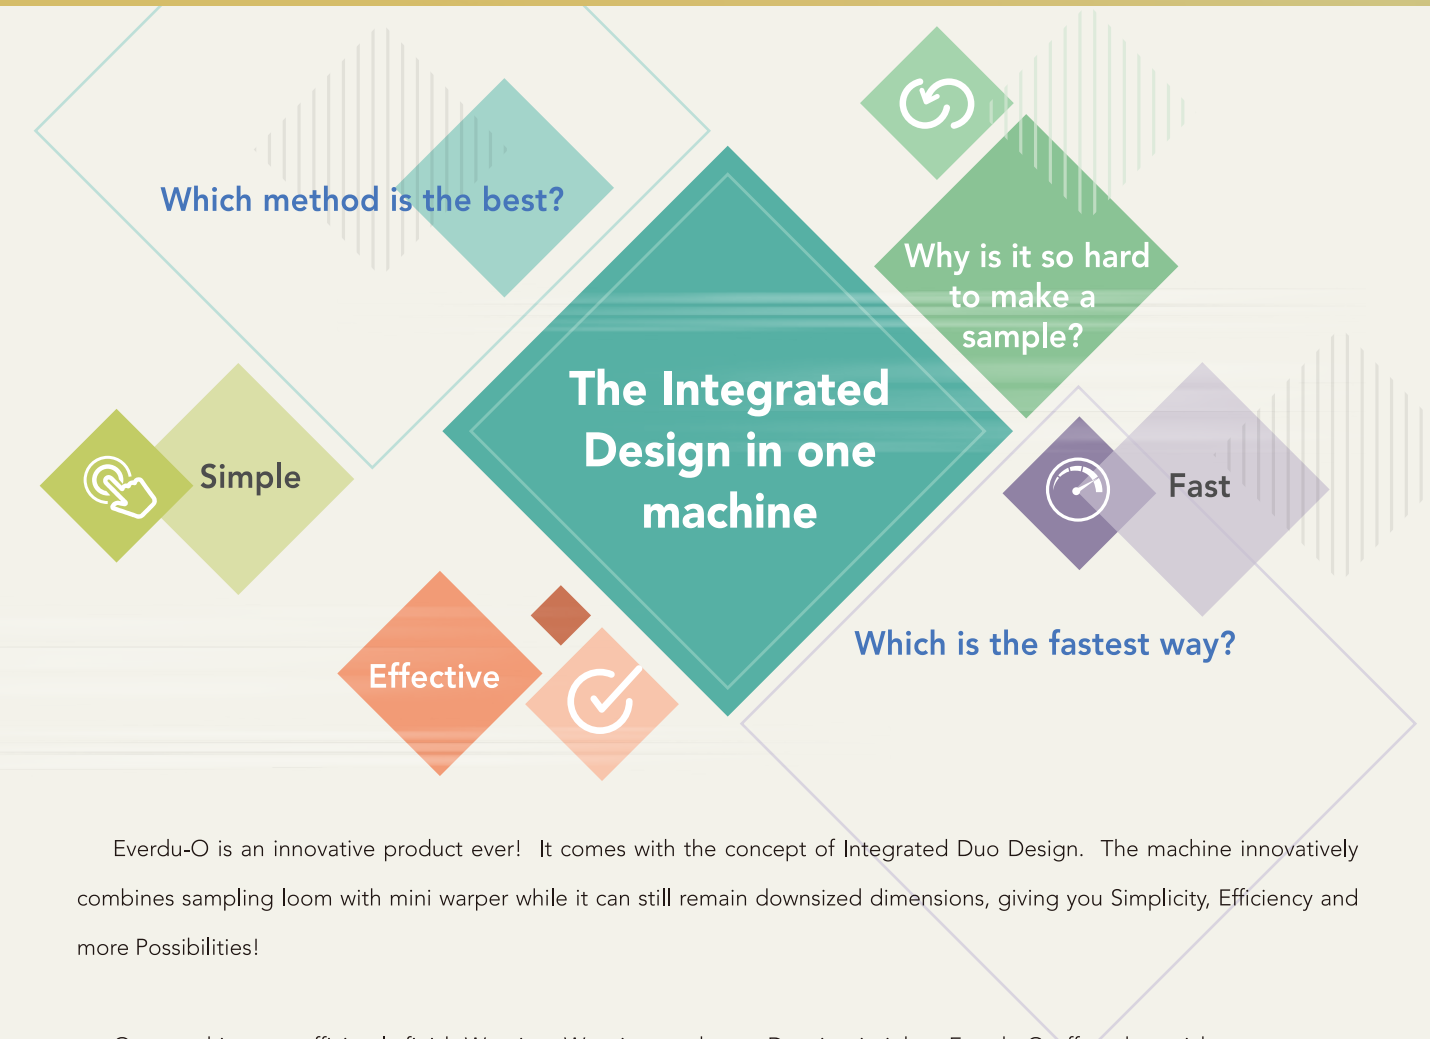 Which method is the best?
Why is it so hard
to make a
sample?
The Integrated
Design in one
machine
Simple
Fast
Effective
Which is the fastest way?
Everdu-O is an innovative product ever! It comes with the concept of Integrated Duo Design. The machine innovatively
combines sampling loom with mini warper while it can still remain downsized dimensions, giving you Simplicity, Efficiency and
more Possibilities!